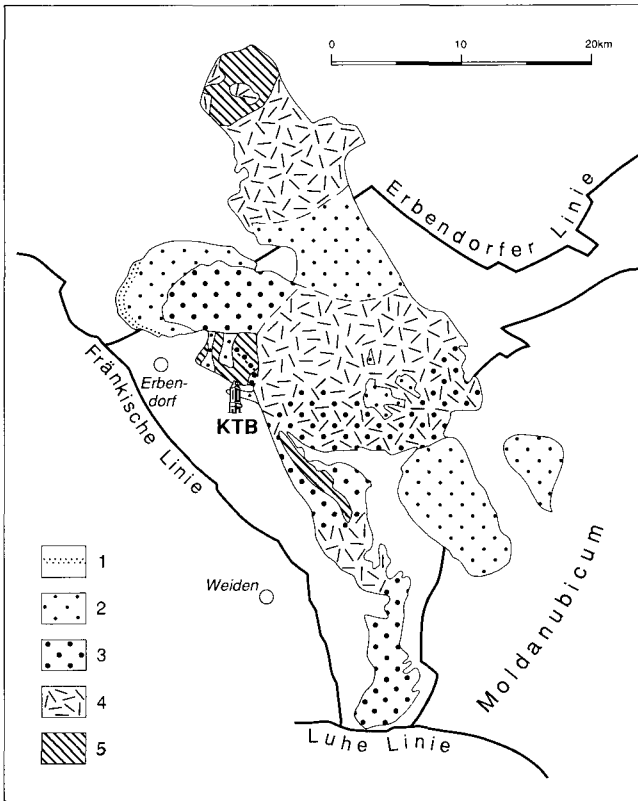 0 10 20km
Erbendorfer Linie
Fränkische Linie
Erben-
dorf
KTB
Weiden
Moldanubicum
Luhe Linie
1
2
3
4
5